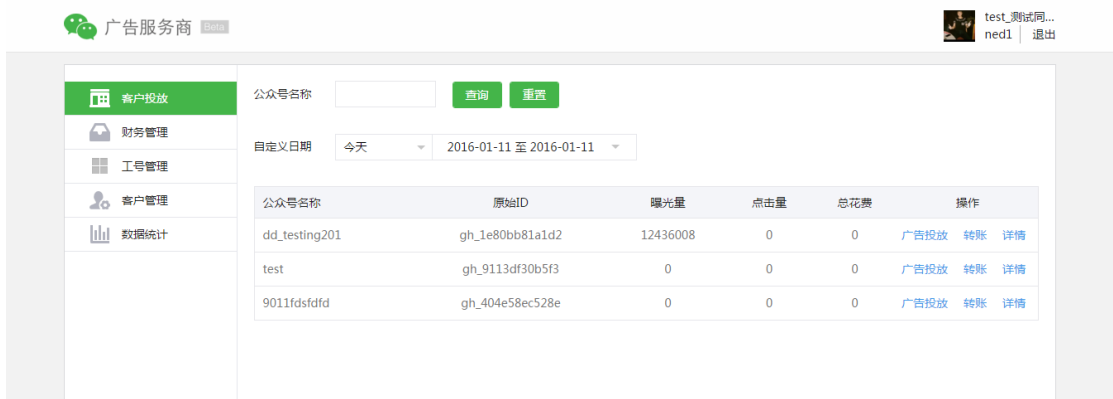 广告服务商 Beta
test_测试同...
ned1 退出
客户投放
财务管理
工号管理
客户管理
数据统计
公众号名称 查询 重置
自定义日期 今天 2016-01-11 至 2016-01-11
公众号名称 原始ID 曝光量 点击量 总花费 操作
dd_testing201 gh_1e80bb81a1d2 12436008 0 0 广告投放 转账 详情
test gh_9113df30b5f3 0 0 0 广告投放 转账 详情
9011fdsfdfd gh_404e58ec528e 0 0 0 广告投放 转账 详情